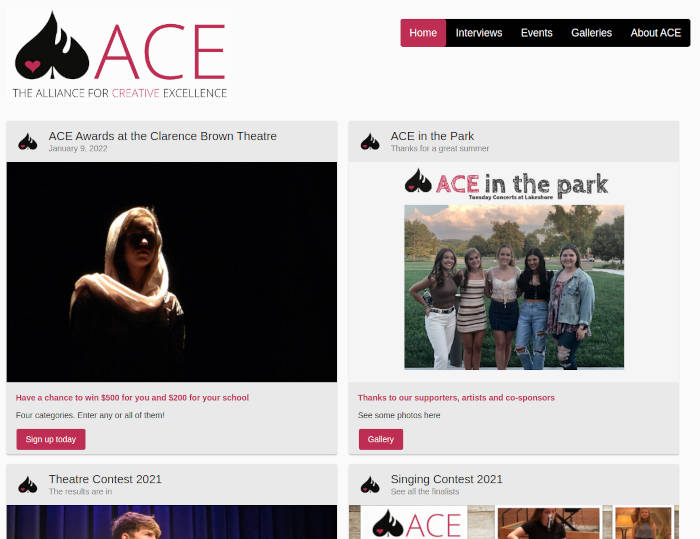 ACE
THE ALLIANCE FOR CREATIVE EXCELLENCE
Home Interviews Events Galleries About ACE
ACE Awards at the Clarence Brown Theatre
January 9, 2022
Have a chance to win $500 for you and $200 for your school
Four categories. Enter any or all of them!
Sign up today
ACE in the Park
Thanks for a great summer
ACE in the park
Tuesday Concerts at Lakeshore
Thanks to our supporters, artists and co-sponsors
See some photos here
Gallery
Theatre Contest 2021
The results are in
Singing Contest 2021
See all the finalists
ACE